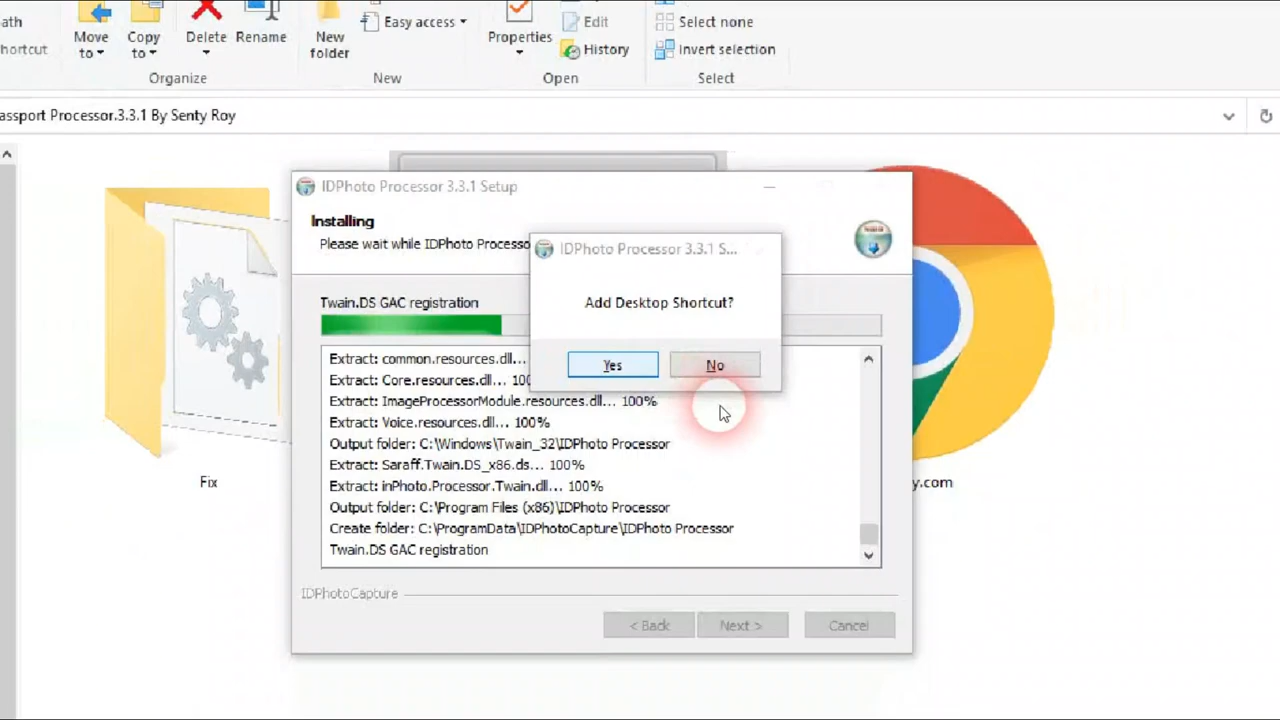 ath
hortcut
Move
to
Copy
to
Delete
Rename
Organize
New
folder
Easy access
New
Properties
Edit
History
Open
Select none
Invert selection
Select
assport Processor.3.3.1 By Senty Roy
IDPhoto Processor 3.3.1 Setup
Installing
Please wait while IDPhoto Processo
IDPhoto Processor 3.3.1 S...
Add Desktop Shortcut?
Yes
No
Twain.DS GAC registration
Extract: common.resources.dll...
Extract: Core.resources.dll... 100
Extract: ImageProcessorModule.resources.dll... 100%
Extract: Voice.resources.dll... 100%
Output folder: C:\Windows\Twain_32\IDPhoto Processor
Extract: Saraff.Twain.DS_x86.ds... 100%
Extract: inPhoto.Processor.Twain.dll... 100%
Output folder: C:\Program Files (x86)\IDPhoto Processor
Create folder: C:\ProgramData\IDPhotoCapture\IDPhoto Processor
Twain.DS GAC registration
IDPhotoCapture
< Back
Next >
Cancel
Fix
y.com